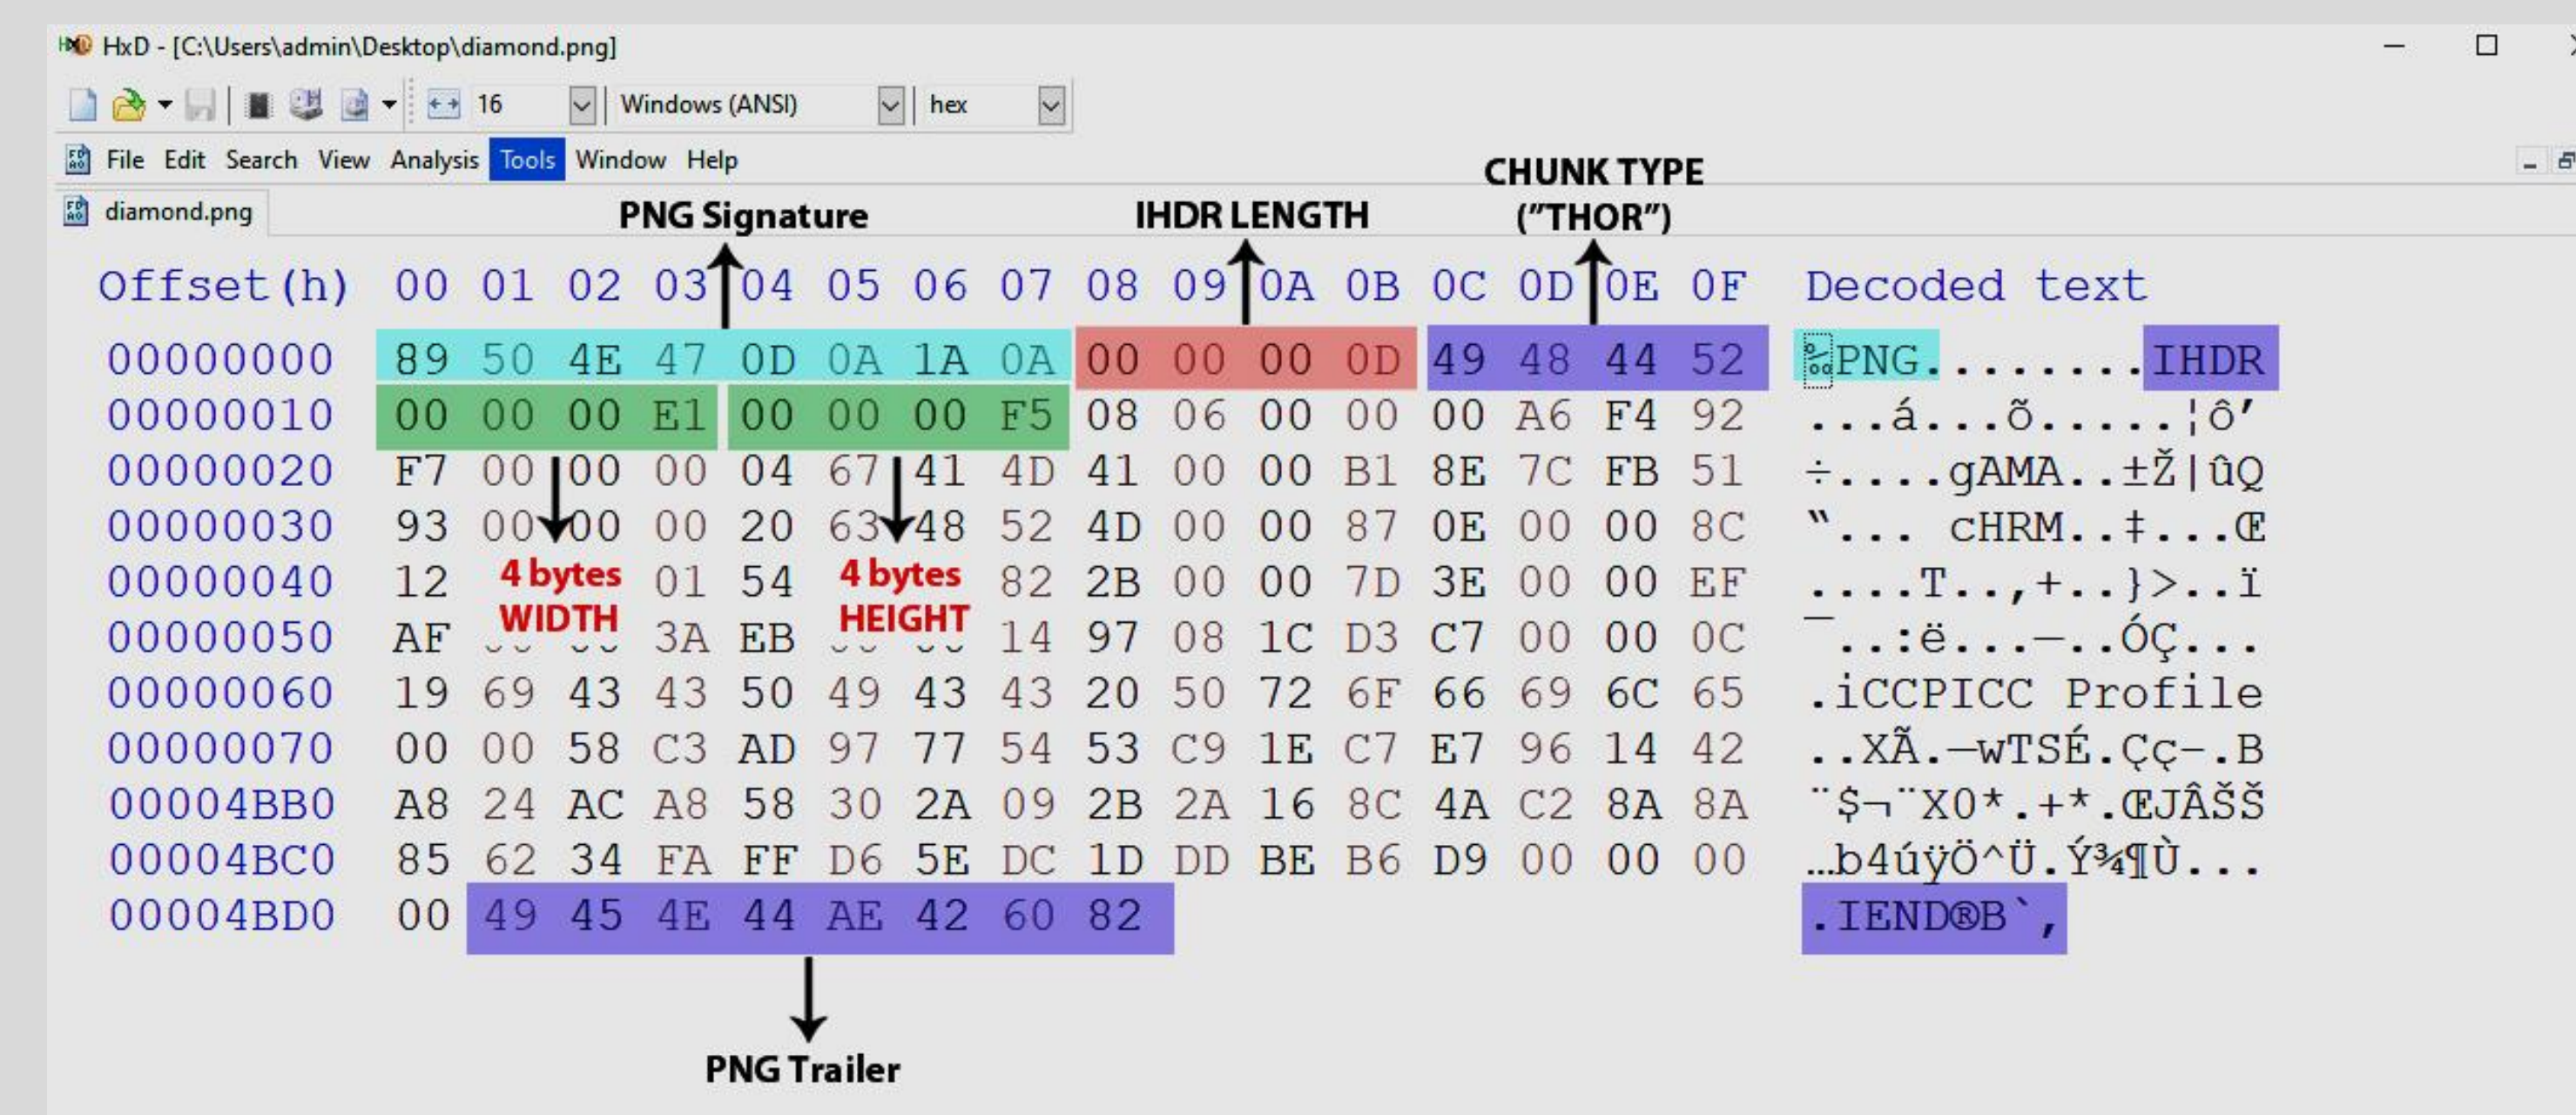 HxD - [C:\Users\admin\Desktop\diamond.png]
16 Windows (ANSI) hex
File Edit Search View Analysis Tools Window Help
CHUNK TYPE
diamond.png PNG Signature IHDR LENGTH ("THOR")
Offset(h) 00 01 02 03 04 05 06 07 08 09 0A 0B 0C 0D 0E 0F Decoded text
00000000 89 50 4E 47 0D 0A 1A 0A 00 00 00 0D 49 48 44 52 ‰PNG........IHDR
00000010 00 00 00 E1 00 00 00 F5 08 06 00 00 00 A6 F4 92 ...á...õ.....¦ô’
00000020 F7 00 00 00 04 67 41 4D 41 00 00 B1 8E 7C FB 51 ÷....gAMA..±Ž|ûQ
00000030 93 00 00 00 20 63 48 52 4D 00 00 87 0E 00 00 8C “... cHRM..‡...Œ
00000040 12 4 bytes 01 54 4 bytes 82 2B 00 00 7D 3E 00 00 EF ....T..‚+..}>..ï
WIDTH HEIGHT
00000050 AF 3A EB 14 97 08 1C D3 C7 00 00 0C ¯..:ë...—..ÓÇ...
00000060 19 69 43 43 50 49 43 43 20 50 72 6F 66 69 6C 65 .iCCPICC Profile
00000070 00 00 58 C3 AD 97 77 54 53 C9 1E C7 E7 96 14 42 ..XÃ.—wTSÉ.Çç–.B
00004BB0 A8 24 AC A8 58 30 2A 09 2B 2A 16 8C 4A C2 8A 8A ¨$¬¨X0*.+*.ŒJÂŠŠ
00004BC0 85 62 34 FA FF D6 5E DC 1D DD BE B6 D9 00 00 00 …b4úÿÖ^Ü.Ý¾¶Ù...
00004BD0 00 49 45 4E 44 AE 42 60 82 .IEND®B`‚
PNG Trailer